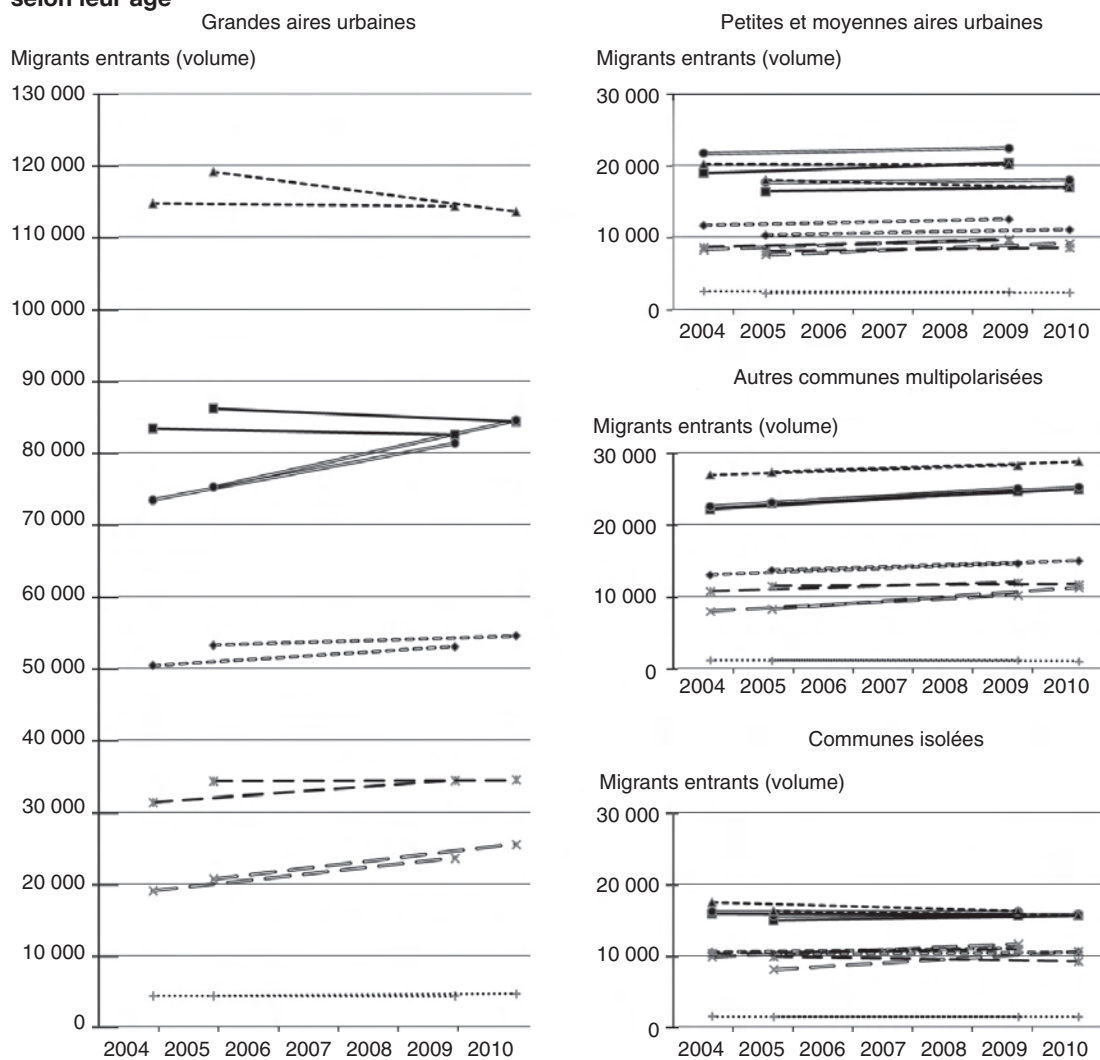 selon leur âge
Grandes aires urbaines
Migrants entrants (volume)
130 000
120 000
110 000
100 000
90 000
80 000
70 000
60 000
50 000
40 000
30 000
20 000
10 000
0
2004 2005 2006 2007 2008 2009 2010
Petites et moyennes aires urbaines
Migrants entrants (volume)
30 000
20 000
10 000
0
2004 2005 2006 2007 2008 2009 2010
Autres communes multipolarisées
Migrants entrants (volume)
30 000
20 000
10 000
0
2004 2005 2006 2007 2008 2009 2010
Communes isolées
Migrants entrants (volume)
30 000
20 000
10 000
0
2004 2005 2006 2007 2008 2009 2010